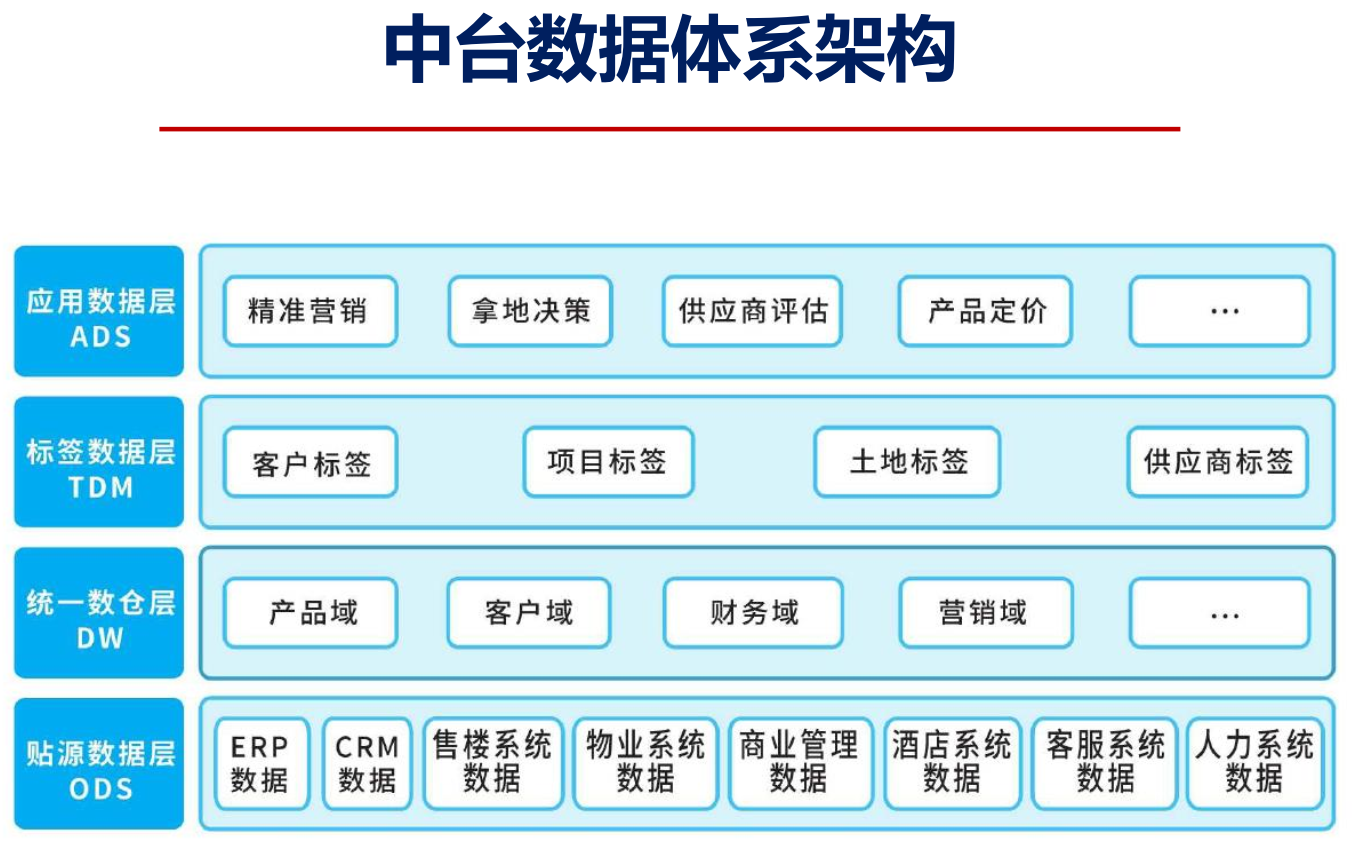 中台数据体系架构
应用数据层
ADS
精准营销
拿地决策
供应商评估
产品定价
...
标签数据层
TDM
客户标签
项目标签
土地标签
供应商标签
统一数仓层
DW
产品域
客户域
财务域
营销域
...
贴源数据层
ODS
ERP
数据
CRM
数据
售楼系统
数据
物业系统
数据
商业管理
数据
酒店系统
数据
客服系统
数据
人力系统
数据